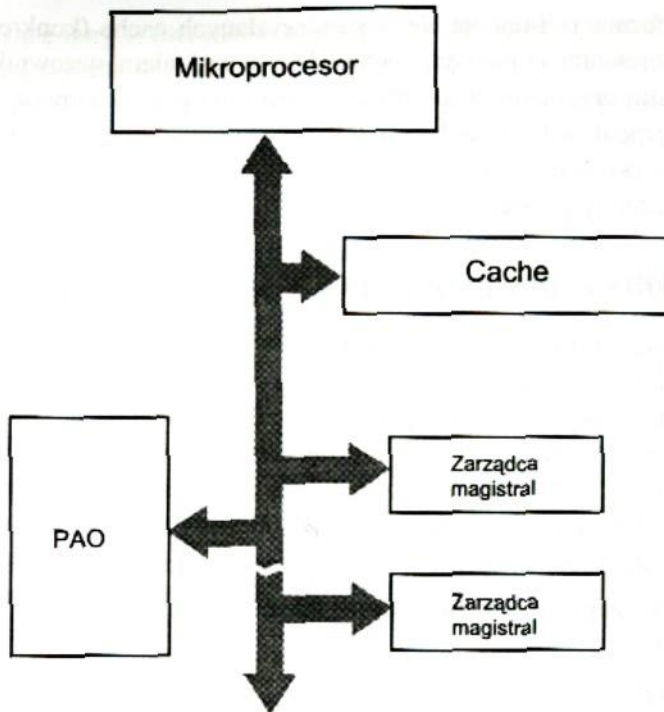 Mikroprocesor
Cache
Zarządca
magistral
PAO
Zarządca
magistral